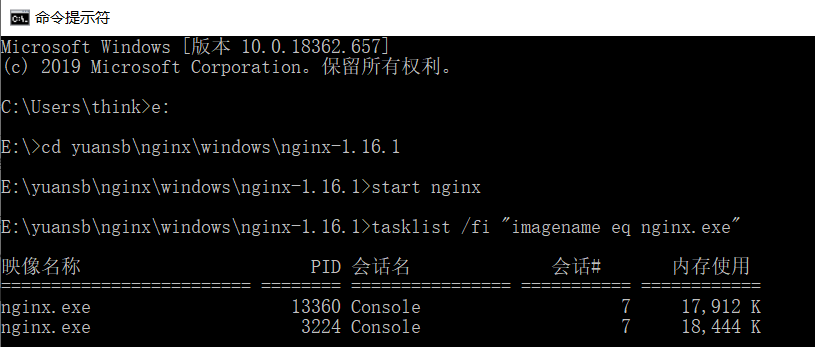 命令提示符
Microsoft Windows [版本 10.0.18362.657]
(c) 2019 Microsoft Corporation。保留所有权利。
C:\Users\think>e:
E:\>cd yuansb\nginx\windows\nginx-1.16.1
E:\yuansb\nginx\windows\nginx-1.16.1>start nginx
E:\yuansb\nginx\windows\nginx-1.16.1>tasklist /fi "imagename eq nginx.exe"
映像名称                       PID 会话名              会话#       内存使用
========================= ======== ================ =========== ============
nginx.exe                    13360 Console                    7     17,912 K
nginx.exe                     3224 Console                    7     18,444 K